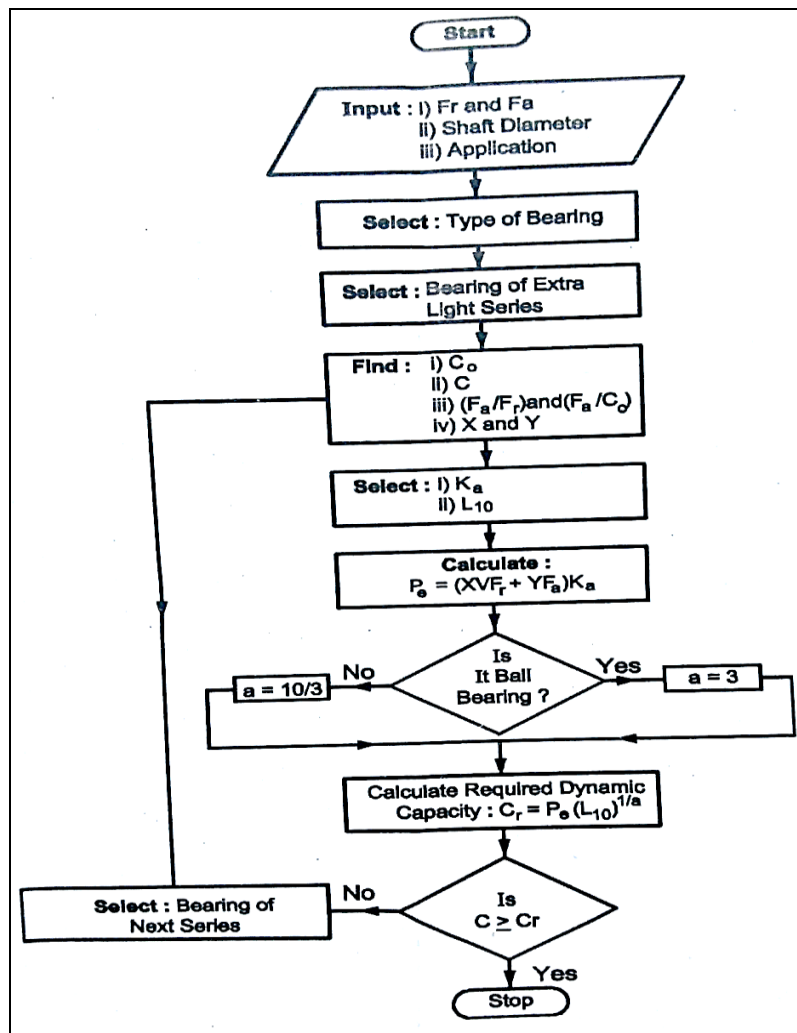 Start
Input : i) Fr and Fa
ii) Shaft Diameter
iii) Application
Select : Type of Bearing
Select : Bearing of Extra
Light Series
Find : i) Co
ii) C
iii) (Fa/Fr)and(Fa/Co)
iv) X and Y
Select : i) Ka
ii) L10
Calculate :
Pe = (XVFr + YFa)Ka
Is
It Ball
Bearing ?
No
Yes
a = 10/3
a = 3
Calculate Required Dynamic
Capacity : Cr = Pe (L10)^1/a
Is
C ≥ Cr
No
Select : Bearing of
Next Series
Yes
Stop